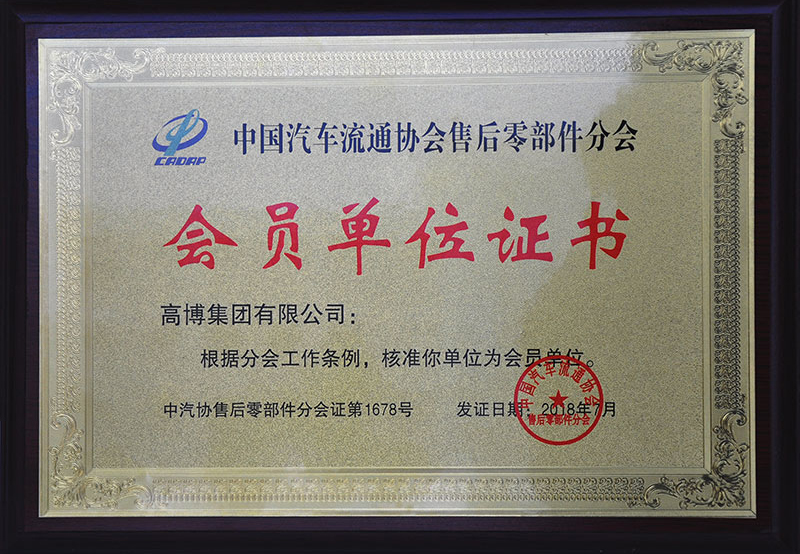 CADAP
中国汽车流通协会售后零部件分会
会员单位证书
高博集团有限公司：
根据分会工作条例，核准你单位为会员单位。
中汽协售后零部件分会证第1678号 发证日期：2018年7月
中国汽车流通协会
售后零部件分会